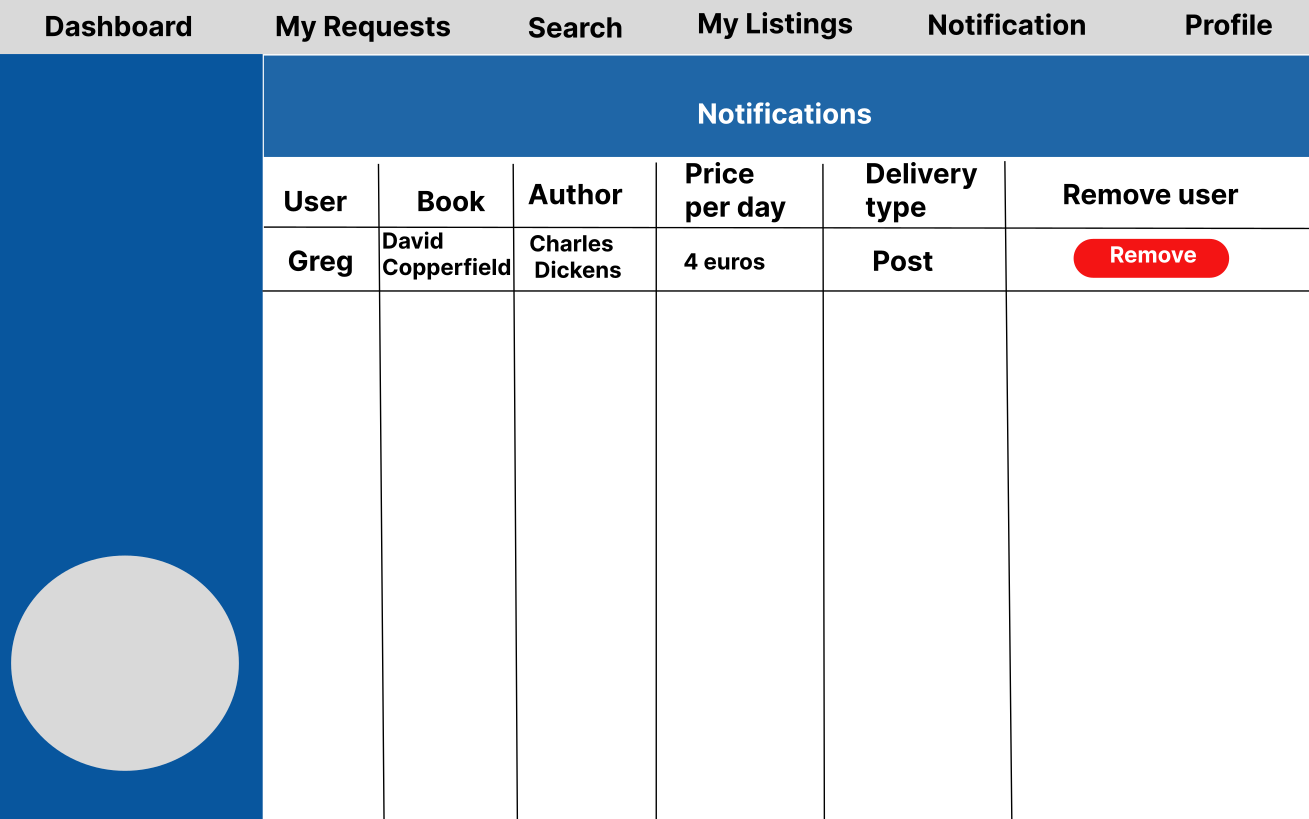 Dashboard My Requests Search My Listings Notification Profile
Notifications
User Book Author Price per day Delivery type Remove user
Greg David Copperfield Charles Dickens 4 euros Post Remove